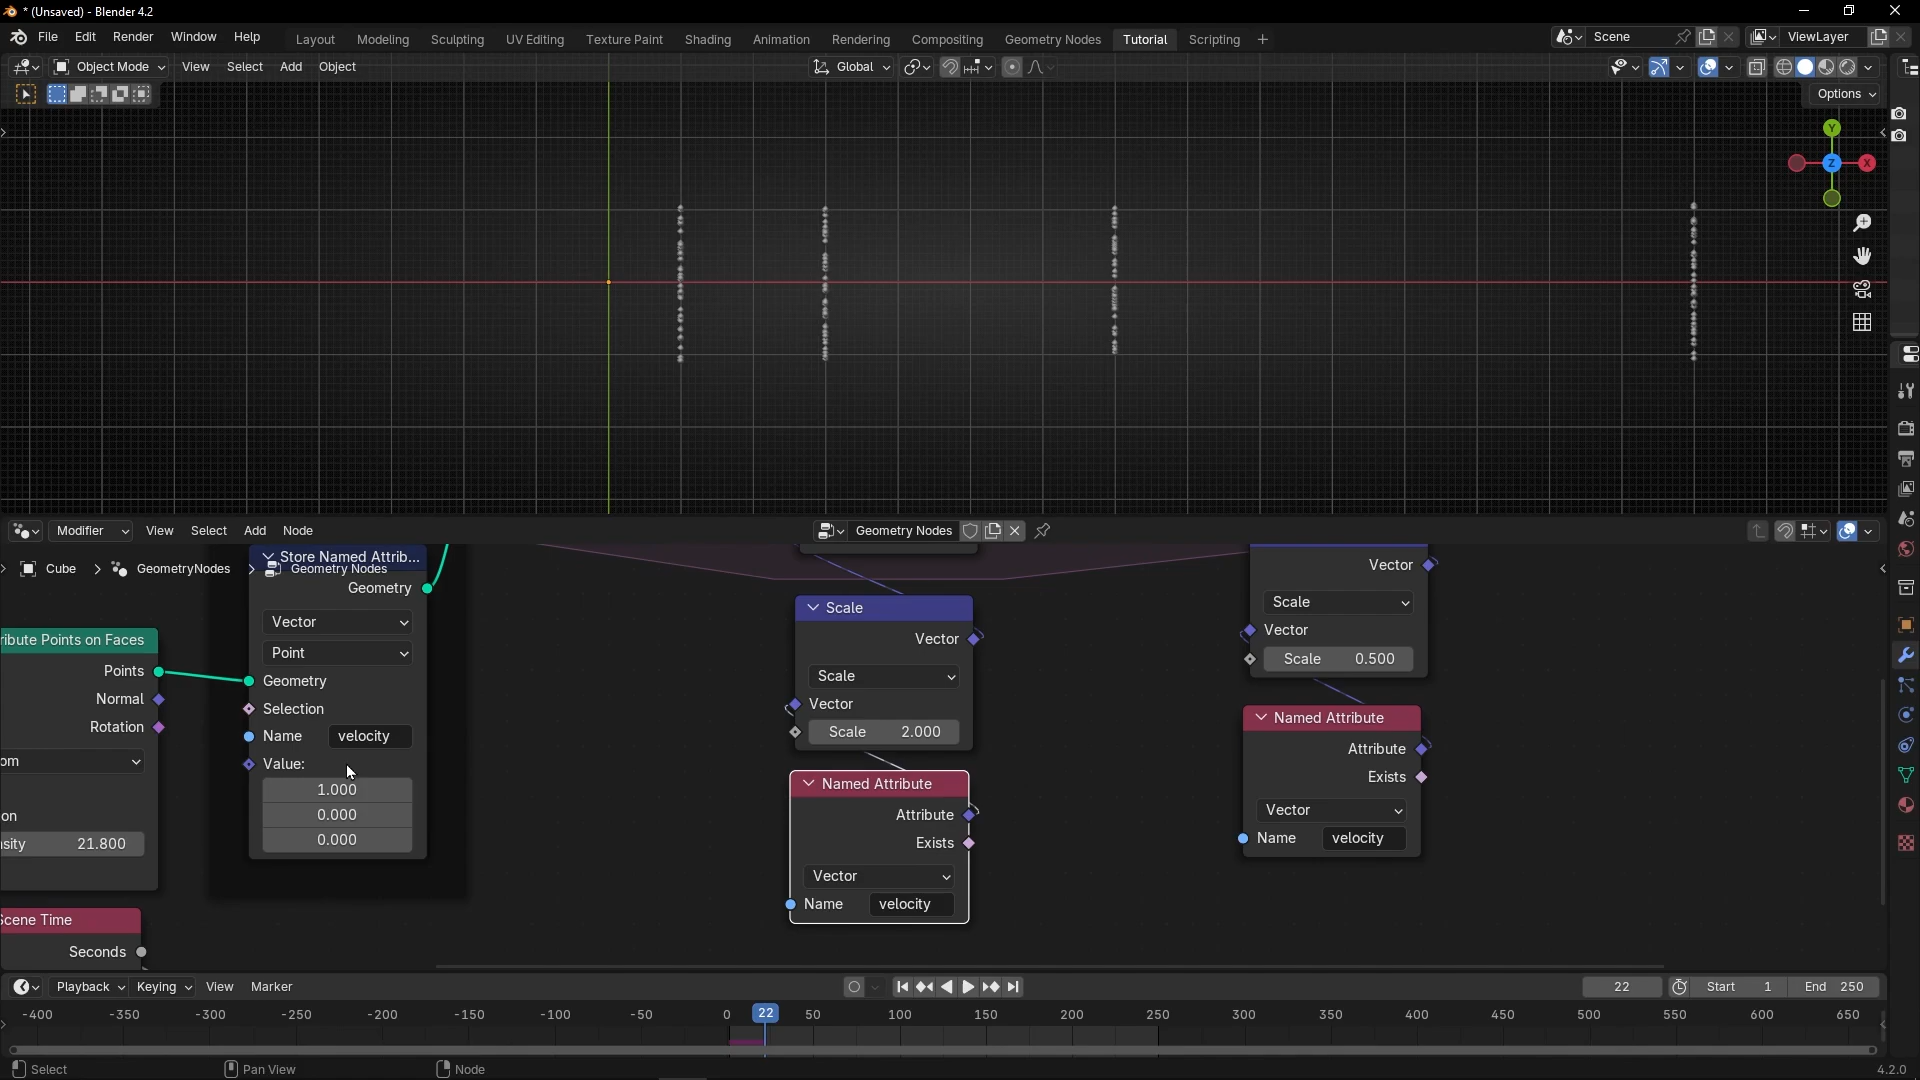 * (Unsaved) - Blender 4.2
File Edit Render Window Help
Layout Modeling Sculpting UV Editing Texture Paint Shading Animation Rendering Compositing Geometry Nodes Tutorial Scripting +
Scene
ViewLayer
Object Mode View Select Add Object
Global
Options
Y
Z
X
Modifier View Select Add Node
Geometry Nodes
Cube
GeometryNodes
Geometry Nodes
Store Named Attrib...
Geometry
Vector
Point
Geometry
Selection
Name velocity
Value:
1.000
0.000
0.000
ribute Points on Faces
Points
Normal
Rotation
om
on
sity 21.800
Scene Time
Seconds
Scale
Vector
Scale
Vector
Scale 2.000
Named Attribute
Attribute
Exists
Vector
Name velocity
Vector
Scale
Vector
Scale 0.500
Named Attribute
Attribute
Exists
Vector
Name velocity
Playback Keying View Marker
22
Start 1
End 250
-400 -350 -300 -250 -200 -150 -100 -50 0 22 50 100 150 200 250 300 350 400 450 500 550 600 650
Select
Pan View
Node
4.2.0